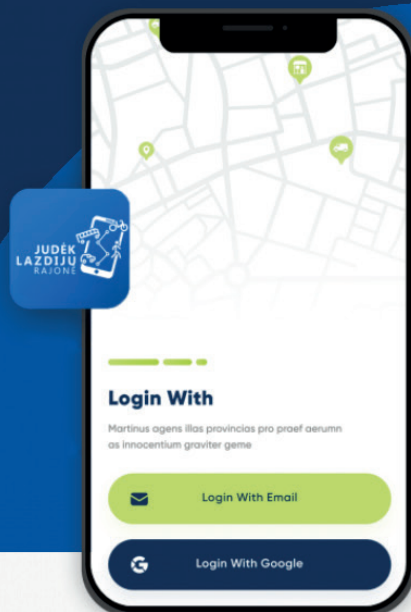 JUDĖK
LAZDIJŲ
RAJONE
Login With
Martinus agens illas provincias pro praef aerumn
as innocentium graviter geme
Login With Email
Login With Google